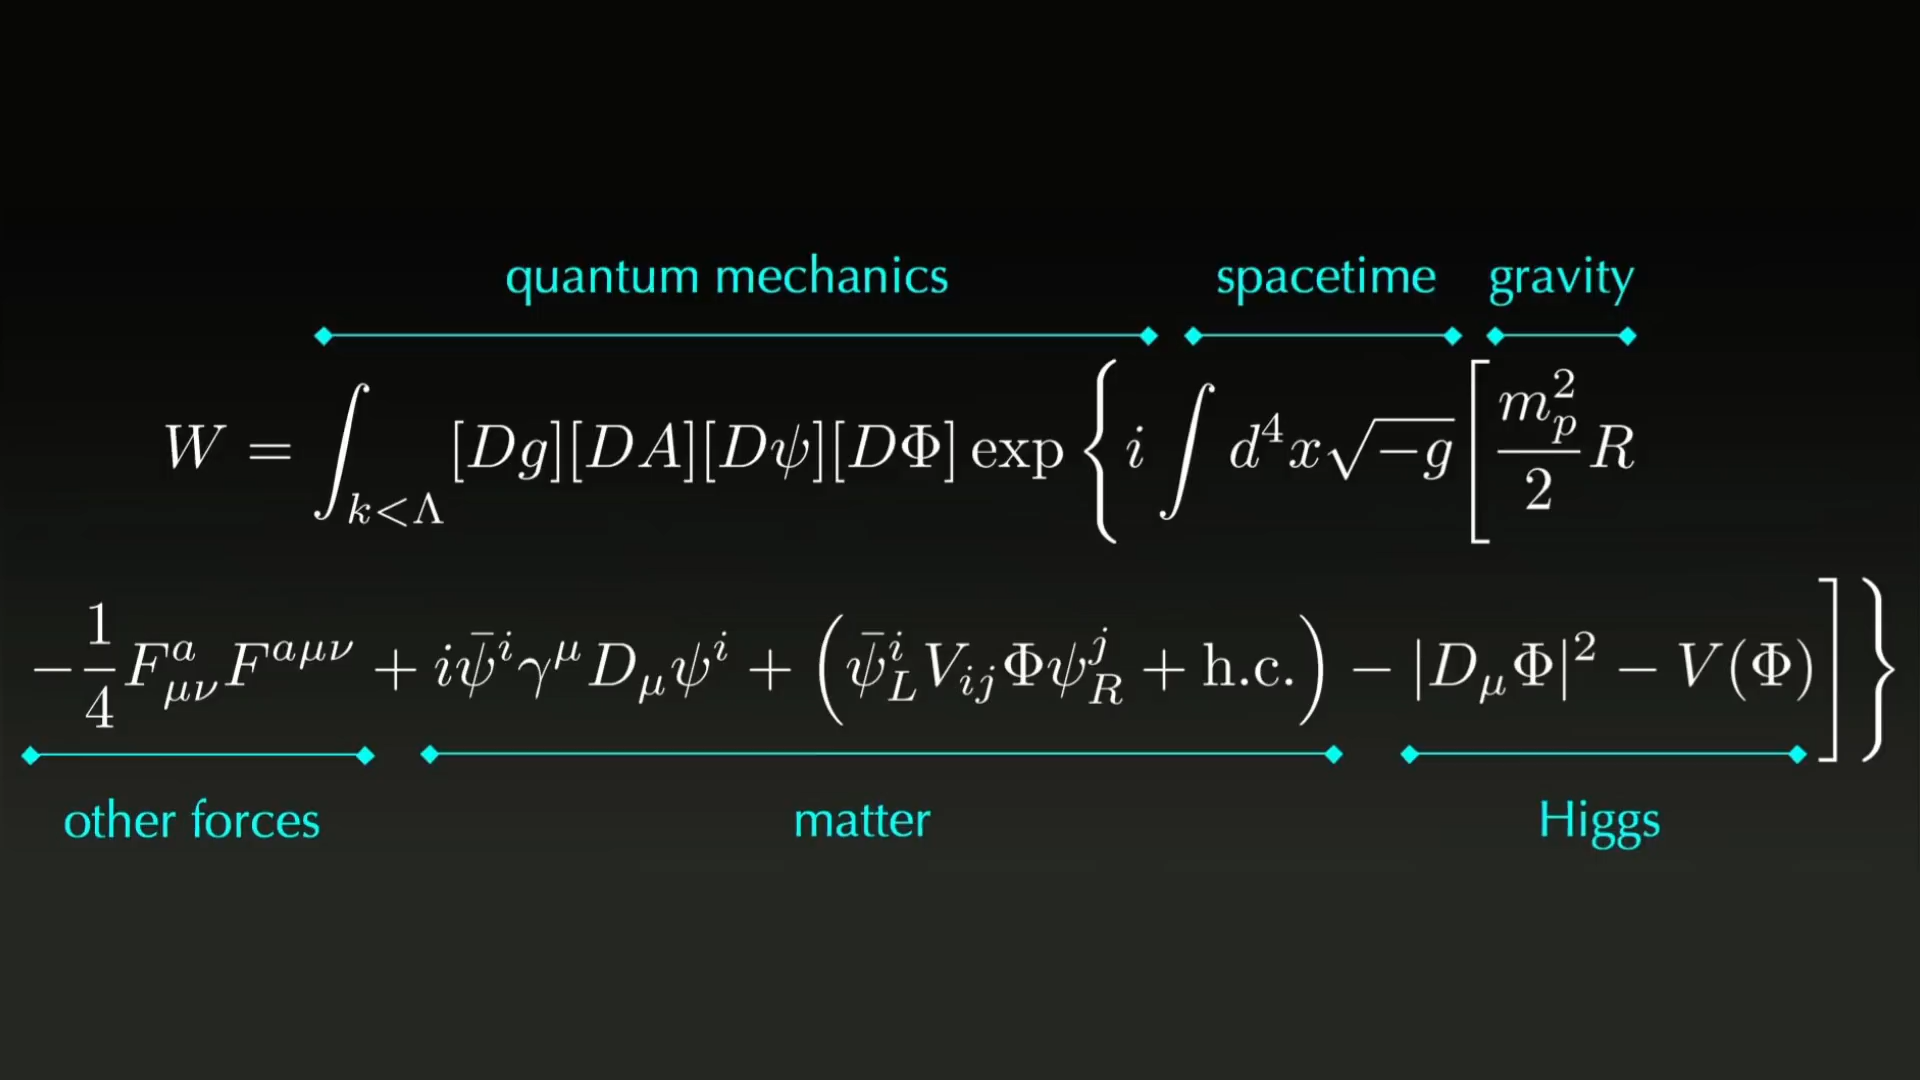 quantum mechanics spacetime gravity
W = ∫_{k<Λ} [Dg][DA][Dψ][DΦ] exp { i ∫ d⁴x √−g [ m_p² / 2 R
− 1/4 F^a_{μν} F^{aμν} + i ψ̄^i γ^μ D_μ ψ^i + ( ψ̄^i_L V_{ij} Φ ψ^j_R + h.c. ) − |D_μ Φ|² − V(Φ) ] }
other forces matter Higgs